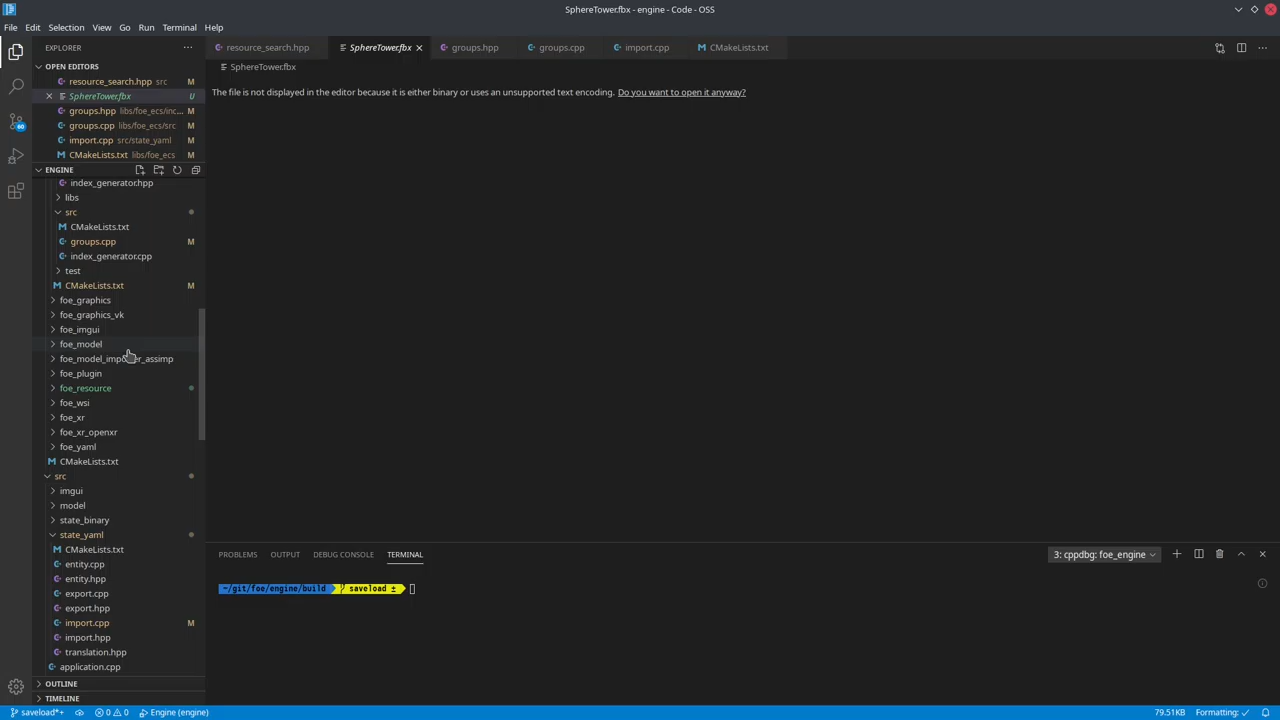 SphereTower.fbx - engine - Code - OSS
File Edit Selection View Go Run Terminal Help
EXPLORER
OPEN EDITORS
resource_search.hpp src M
SphereTower.fbx U
groups.hpp libs/foe_ecs/inc... M
groups.cpp libs/foe_ecs/src M
import.cpp src/state_yaml M
CMakeLists.txt libs/foe_ecs M
60
ENGINE
index_generator.hpp
libs
src
CMakeLists.txt
groups.cpp M
index_generator.cpp
test
CMakeLists.txt M
foe_graphics
foe_graphics_vk
foe_imgui
foe_model
foe_model_importer_assimp
foe_plugin
foe_resource
foe_wsi
foe_xr
foe_xr_openxr
foe_yaml
CMakeLists.txt
src
imgui
model
state_binary
state_yaml
CMakeLists.txt
entity.cpp
entity.hpp
export.cpp
export.hpp
import.cpp M
import.hpp
translation.hpp
application.cpp
OUTLINE
TIMELINE
resource_search.hpp SphereTower.fbx groups.hpp groups.cpp import.cpp CMakeLists.txt
SphereTower.fbx
The file is not displayed in the editor because it is either binary or uses an unsupported text encoding. Do you want to open it anyway?
PROBLEMS OUTPUT DEBUG CONSOLE TERMINAL 3: cppdbg: foe_engine
~/git/foe/engine/build saveload ±
saveload*+ 0 0 Engine (engine) 79.51KB Formatting: ✓